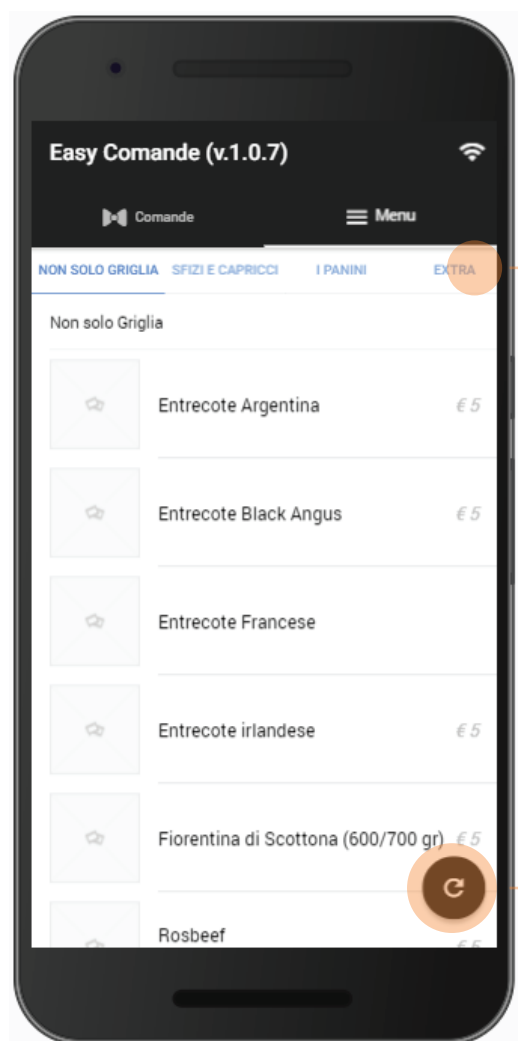 Easy Comande (v.1.0.7)
Comande Menu
NON SOLO GRIGLIA SFIZI E CAPRICCI I PANINI EXTRA
Non solo Griglia
Entrecote Argentina € 5
Entrecote Black Angus € 5
Entrecote Francese
Entrecote irlandese € 5
Fiorentina di Scottona (600/700 gr) € 5
Rosbeef
€ 5